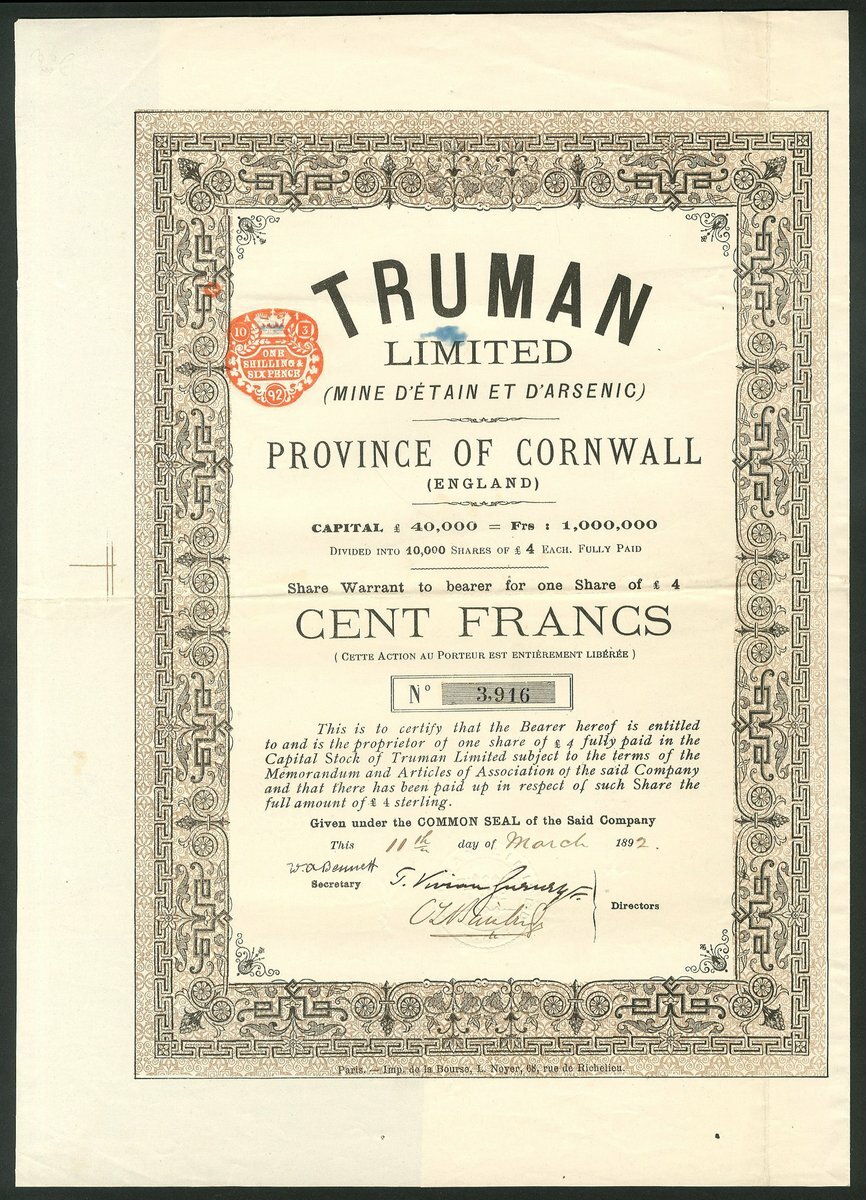 TRUMAN
LIMITED
(MINE D'ÉTAIN ET D'ARSENIC)
A 1
10 3
ONE
SHILLING &
SIXPENCE
92
PROVINCE OF CORNWALL
(ENGLAND)
CAPITAL £ 40,000 = Frs : 1,000,000
DIVIDED INTO 10,000 SHARES OF £ 4 EACH. FULLY PAID
Share Warrant to bearer for one Share of £ 4
CENT FRANCS
( CETTE ACTION AU PORTEUR EST ENTIÈREMENT LIBÉRÉE )
N° 3,916
This is to certify that the Bearer hereof is entitled
to and is the proprietor of one share of £ 4 fully paid in the
Capital Stock of Truman Limited subject to the terms of the
Memorandum and Articles of Association of the said Company
and that there has been paid up in respect of such Share the
full amount of £ 4 sterling.
Given under the COMMON SEAL of the Said Company
This 11th day of March 1892.
W. A. Bennett
Secretary
T. Vivian
Directors
Paris. — Imp. de la Bourse, L. Noyer, 68, rue de Richelieu.